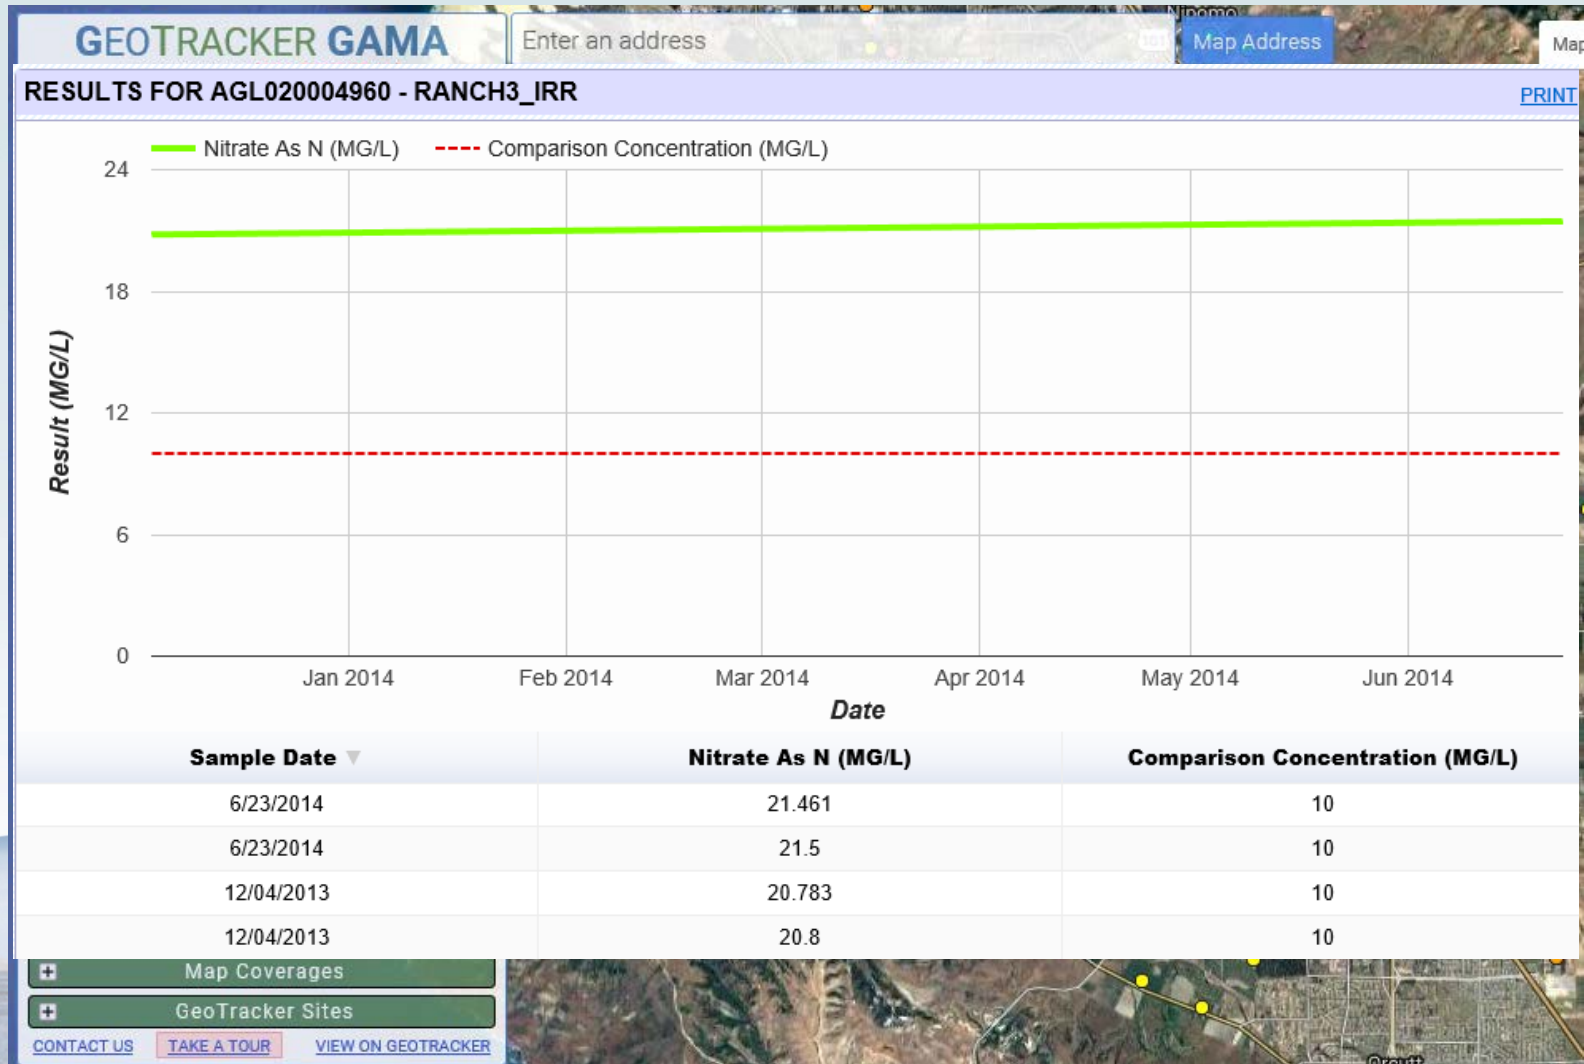 GEOTRACKER GAMA
Enter an address
Nipomo
Map Address
Map
RESULTS FOR AGL020004960 - RANCH3_IRR
PRINT
Nitrate As N (MG/L)
Comparison Concentration (MG/L)
24
18
12
6
0
Result (MG/L)
Jan 2014 Feb 2014 Mar 2014 Apr 2014 May 2014 Jun 2014
Date
Sample Date Nitrate As N (MG/L) Comparison Concentration (MG/L)
6/23/2014 21.461 10
6/23/2014 21.5 10
12/04/2013 20.783 10
12/04/2013 20.8 10
Map Coverages
GeoTracker Sites
CONTACT US TAKE A TOUR VIEW ON GEOTRACKER
Orcutt